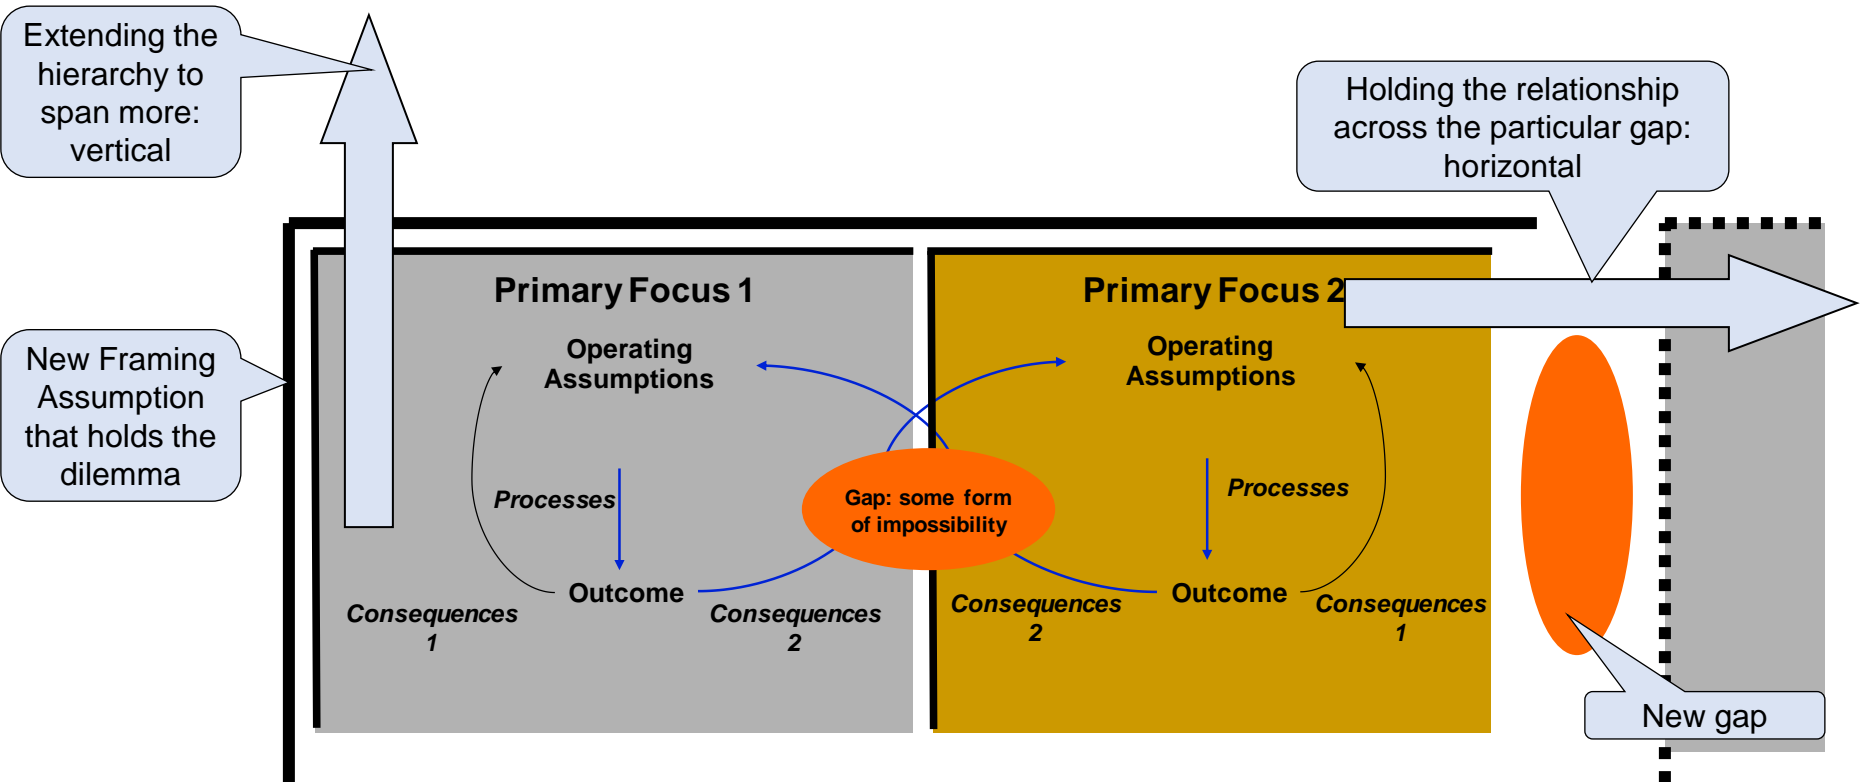 Extending the
hierarchy to
span more:
vertical
Holding the relationship
across the particular gap:
horizontal
New Framing
Assumption
that holds the
dilemma
Primary Focus 1
Operating
Assumptions
Processes
Outcome
Consequences
1
Consequences
2
Gap: some form
of impossibility
Primary Focus 2
Operating
Assumptions
Processes
Outcome
Consequences
2
Consequences
1
New gap